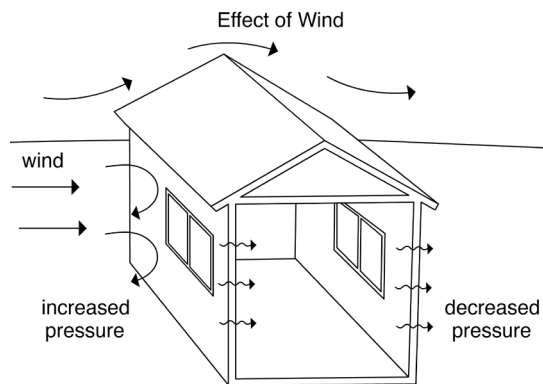 Effect of Wind
wind
increased
pressure
decreased
pressure